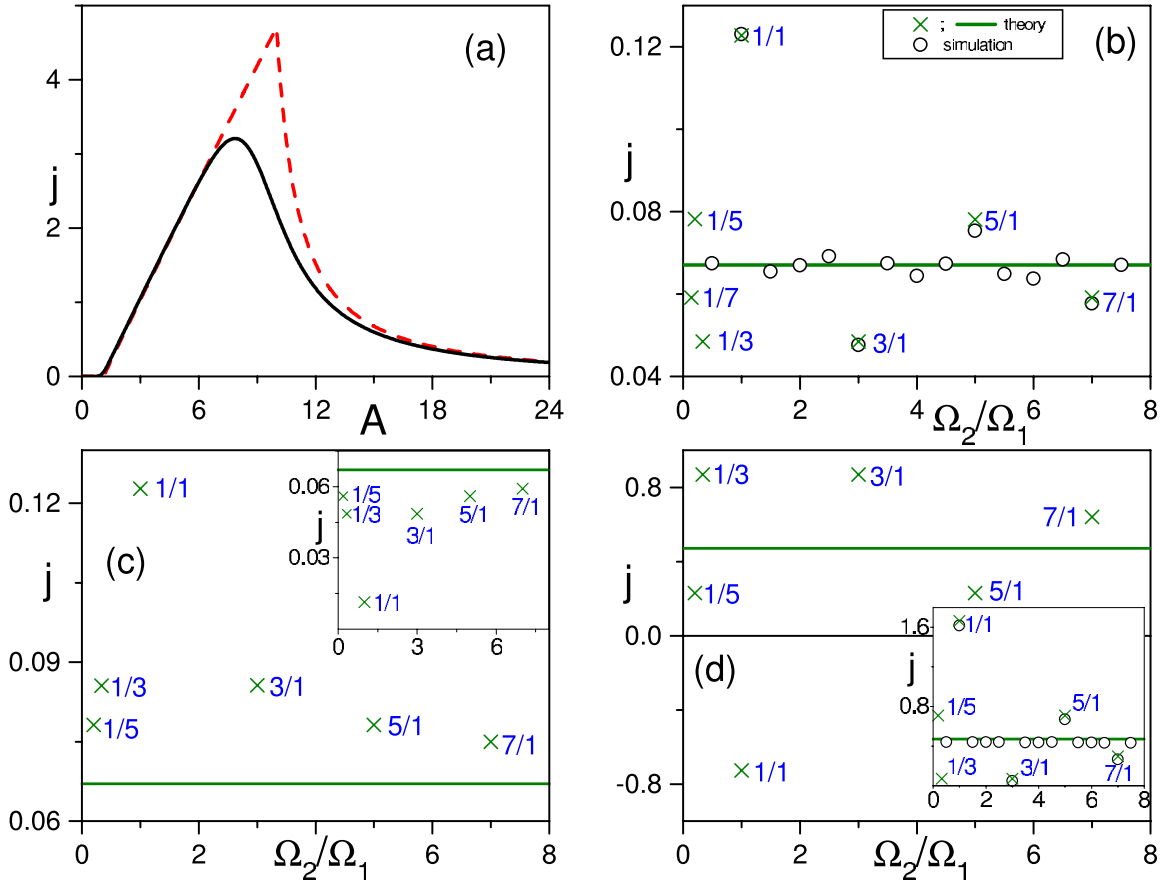 (a)
j
4
2
0
0 6 12 18 24
A
(b)
× ; — theory
○ simulation
j
0.12
0.08
0.04
1/1
1/5
5/1
1/7
7/1
1/3
3/1
0 2 4 6 8
Ω₂/Ω₁
(c)
j
0.12
0.09
0.06
1/1
1/3
3/1
1/5
5/1
7/1
0 2 6 8
Ω₂/Ω₁
j
0.06
0.03
1/5
1/3
3/1
5/1
7/1
1/1
0 3 6
(d)
j
0.8
0.0
-0.8
1/3
3/1
7/1
1/5
5/1
1/1
0 2 6 8
Ω₂/Ω₁
j
1.6
0.8
1/1
1/5
5/1
1/3
3/1
7/1
0 2 4 6 8